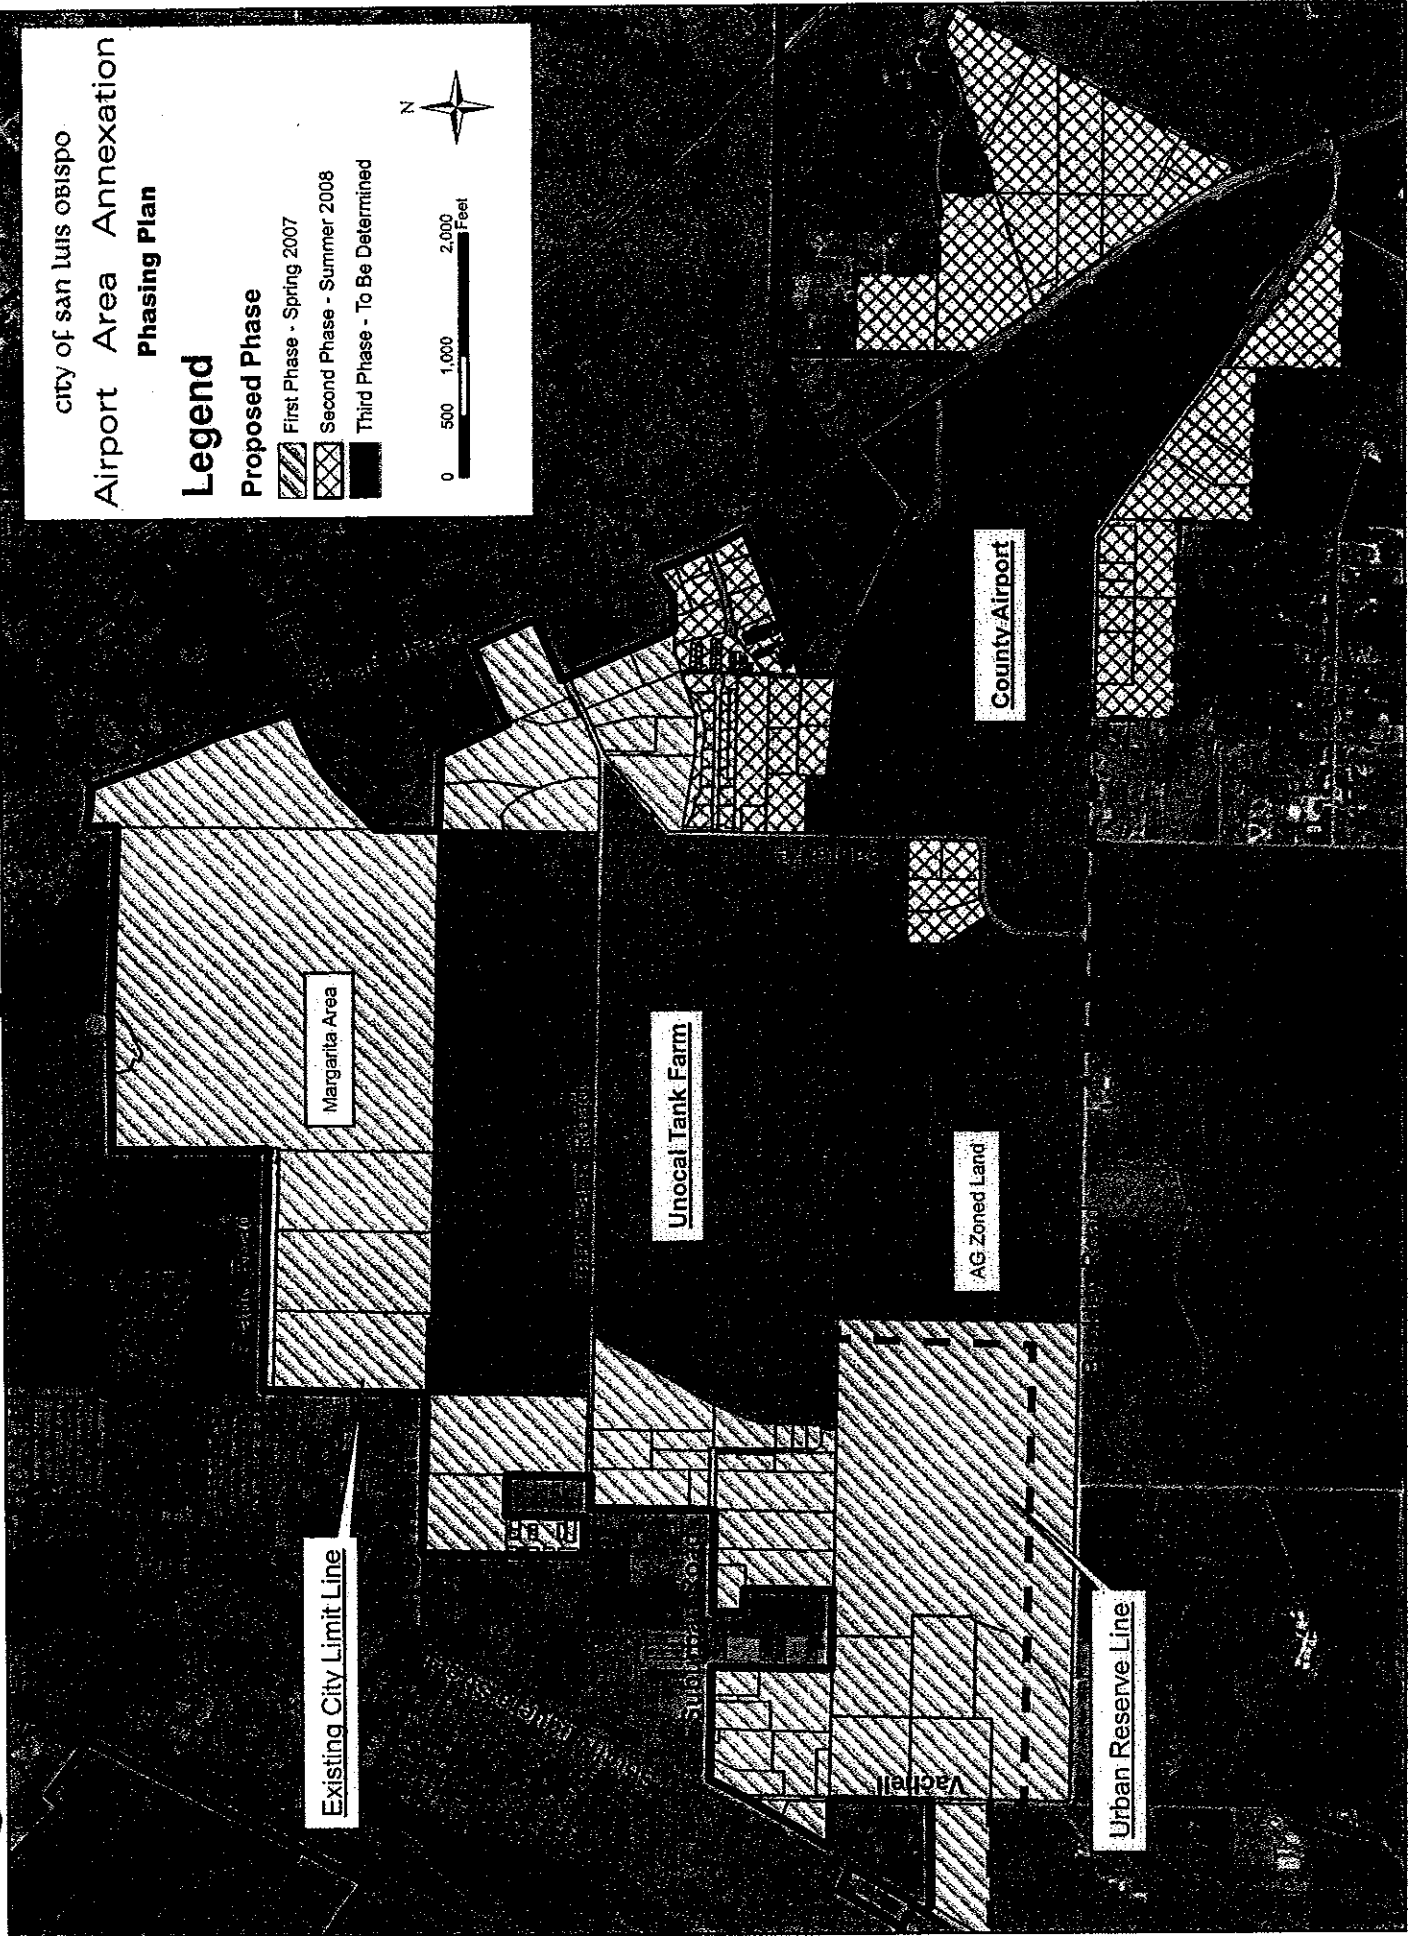 city of san luis obispo
Airport Area Annexation
Phasing Plan
Legend
Proposed Phase
First Phase - Spring 2007
Second Phase - Summer 2008
Third Phase - To Be Determined
N
0 500 1,000 2,000
Feet
Margarita Area
Existing City Limit Line
Unocal Tank Farm
County Airport
AG Zoned Land
Vachell
Urban Reserve Line